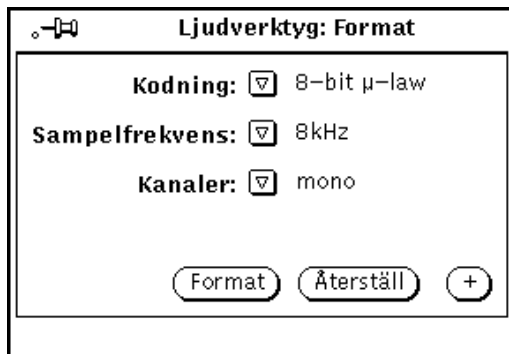 Ljudverktyg: Format
Kodning: 8-bit µ-law
Sampelfrekvens: 8kHz
Kanaler: mono
Format Återställ +